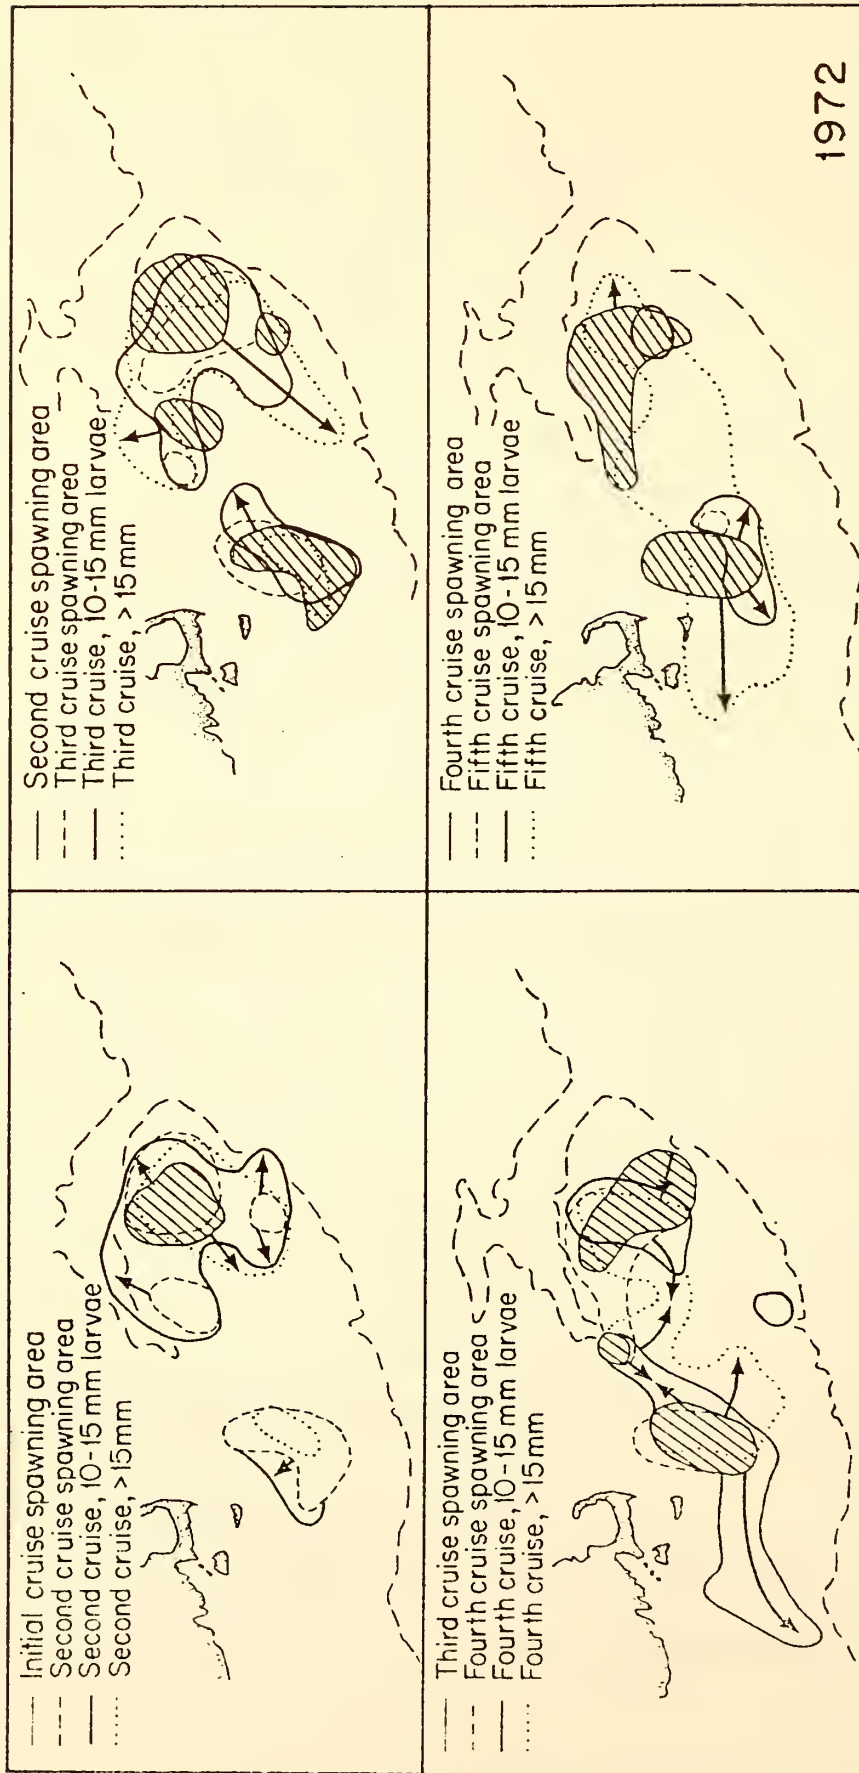 Initial cruise spawning area
Second cruise spawning area
Second cruise, 10-15 mm larvae
Second cruise, > 15mm
Second cruise spawning area
Third cruise spawning area
Third cruise, 10-15 mm larvae
Third cruise, > 15mm
Third cruise spawning area
Fourth cruise spawning area
Fourth cruise, 10-15 mm larvae
Fourth cruise, > 15mm
Fourth cruise spawning area
Fifth cruise spawning area
Fifth cruise, 10-15 mm larvae
Fifth cruise, > 15mm
1972